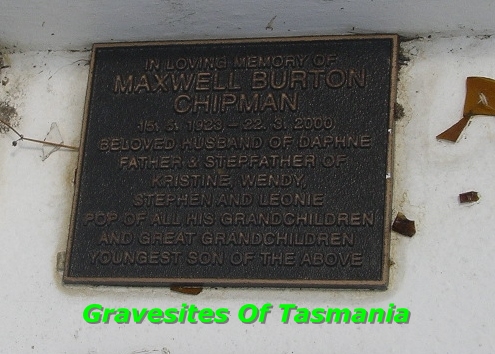 IN LOVING MEMORY OF
MAXWELL BURTON
CHIPMAN
15. 3. 1923 – 22. 3. 2000
BELOVED HUSBAND OF DAPHNE
FATHER & STEPFATHER OF
KRISTINE, WENDY,
STEPHEN AND LEONIE
POP OF ALL HIS GRANDCHILDREN
AND GREAT GRANDCHILDREN
YOUNGEST SON OF THE ABOVE
Gravesites Of Tasmania